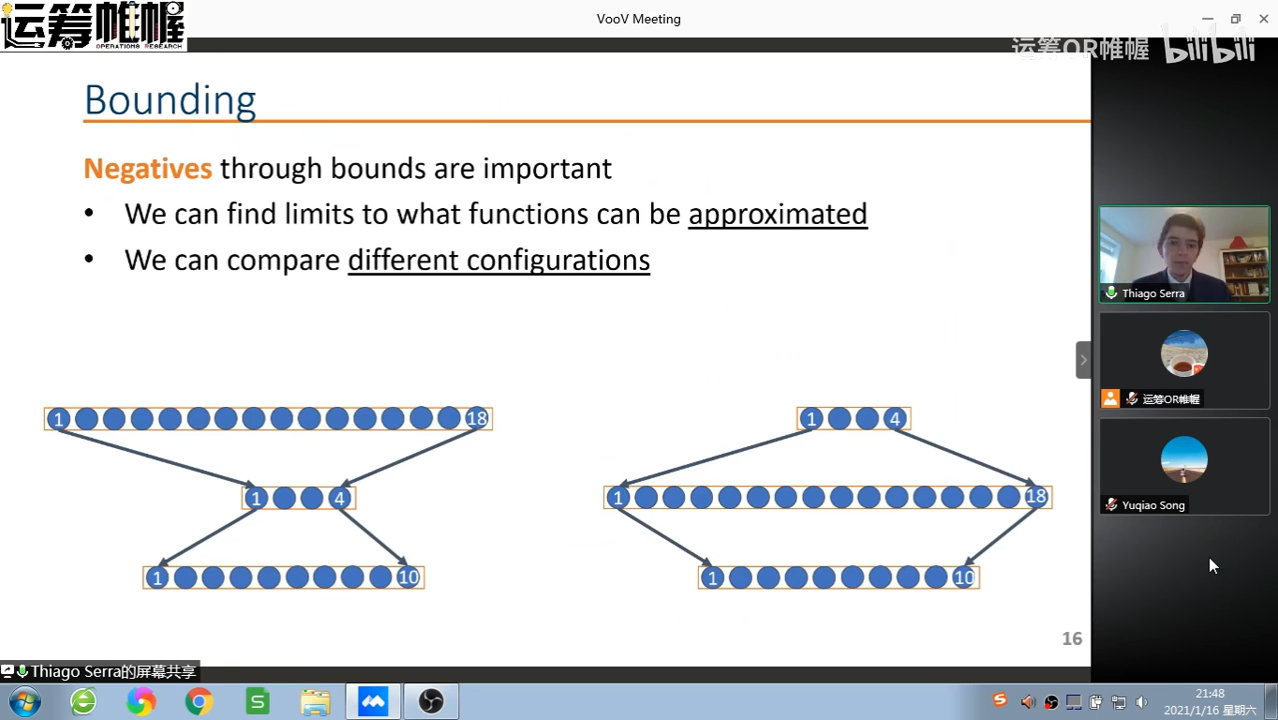 运筹帷幄
OPERATIONS RESEARCH
VooV Meeting
运筹OR帷幄 bilibili
Bounding
Negatives through bounds are important
• We can find limits to what functions can be approximated
• We can compare different configurations
1 18
1 4
1 10
1 4
1 18
1 10
16
Thiago Serra
运筹OR帷幄
Yuqiao Song
Thiago Serra的屏幕共享
21:48
2021/1/16 星期六